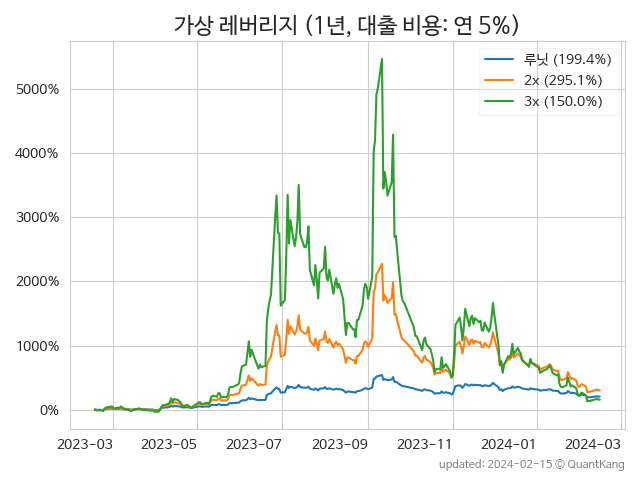 가상 레버리지 (1년, 대출 비용: 연 5%)
루닛 (199.4%)
2x (295.1%)
3x (150.0%)
5000%
4000%
3000%
2000%
1000%
0%
2023-03 2023-05 2023-07 2023-09 2023-11 2024-01 2024-03
updated: 2024-02-15 © QuantKang